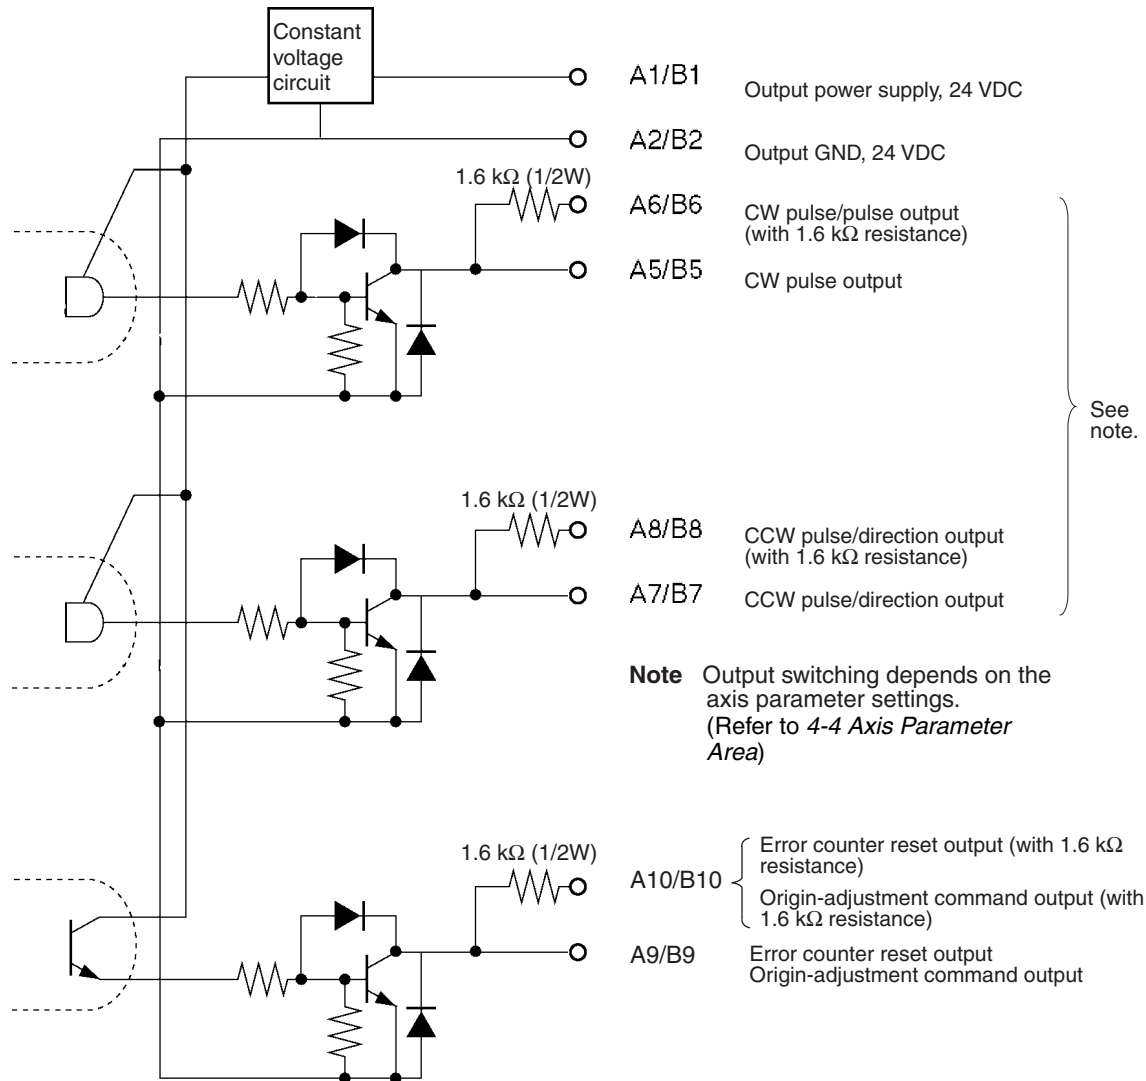 Constant
voltage
circuit
A1/B1
Output power supply, 24 VDC
A2/B2
Output GND, 24 VDC
1.6 kΩ (1/2W)
A6/B6
CW pulse/pulse output
(with 1.6 kΩ resistance)
A5/B5
CW pulse output
See
note.
1.6 kΩ (1/2W)
A8/B8
CCW pulse/direction output
(with 1.6 kΩ resistance)
A7/B7
CCW pulse/direction output
Note Output switching depends on the
axis parameter settings.
(Refer to 4-4 Axis Parameter
Area)
1.6 kΩ (1/2W)
A10/B10
Error counter reset output (with 1.6 kΩ
resistance)
Origin-adjustment command output (with
1.6 kΩ resistance)
A9/B9
Error counter reset output
Origin-adjustment command output